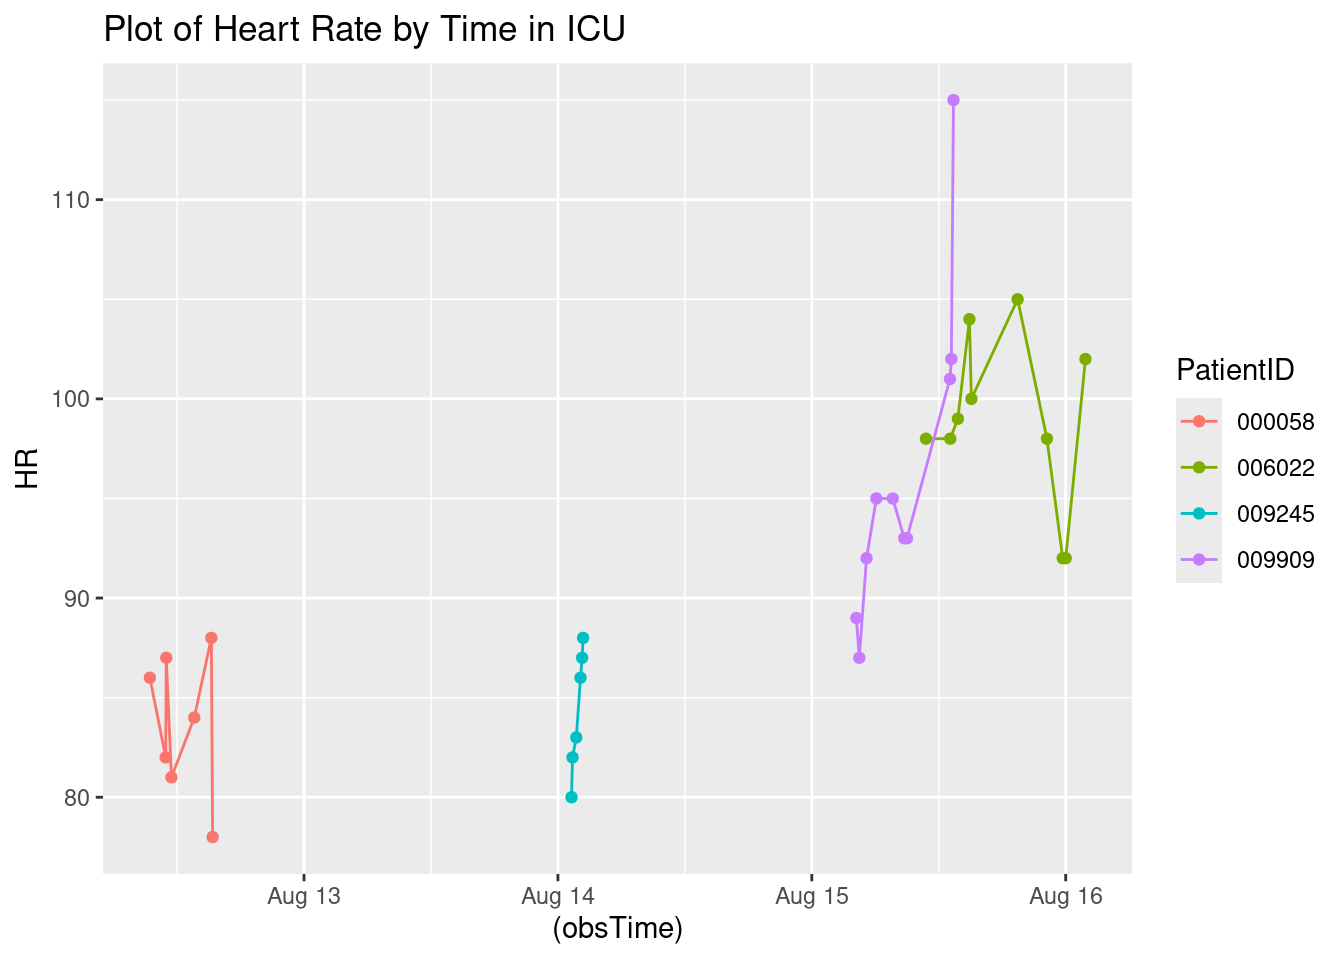 Plot of Heart Rate by Time in ICU
110
100
90
80
HR
Aug 13
Aug 14
Aug 15
Aug 16
(obsTime)
PatientID
000058
006022
009245
009909